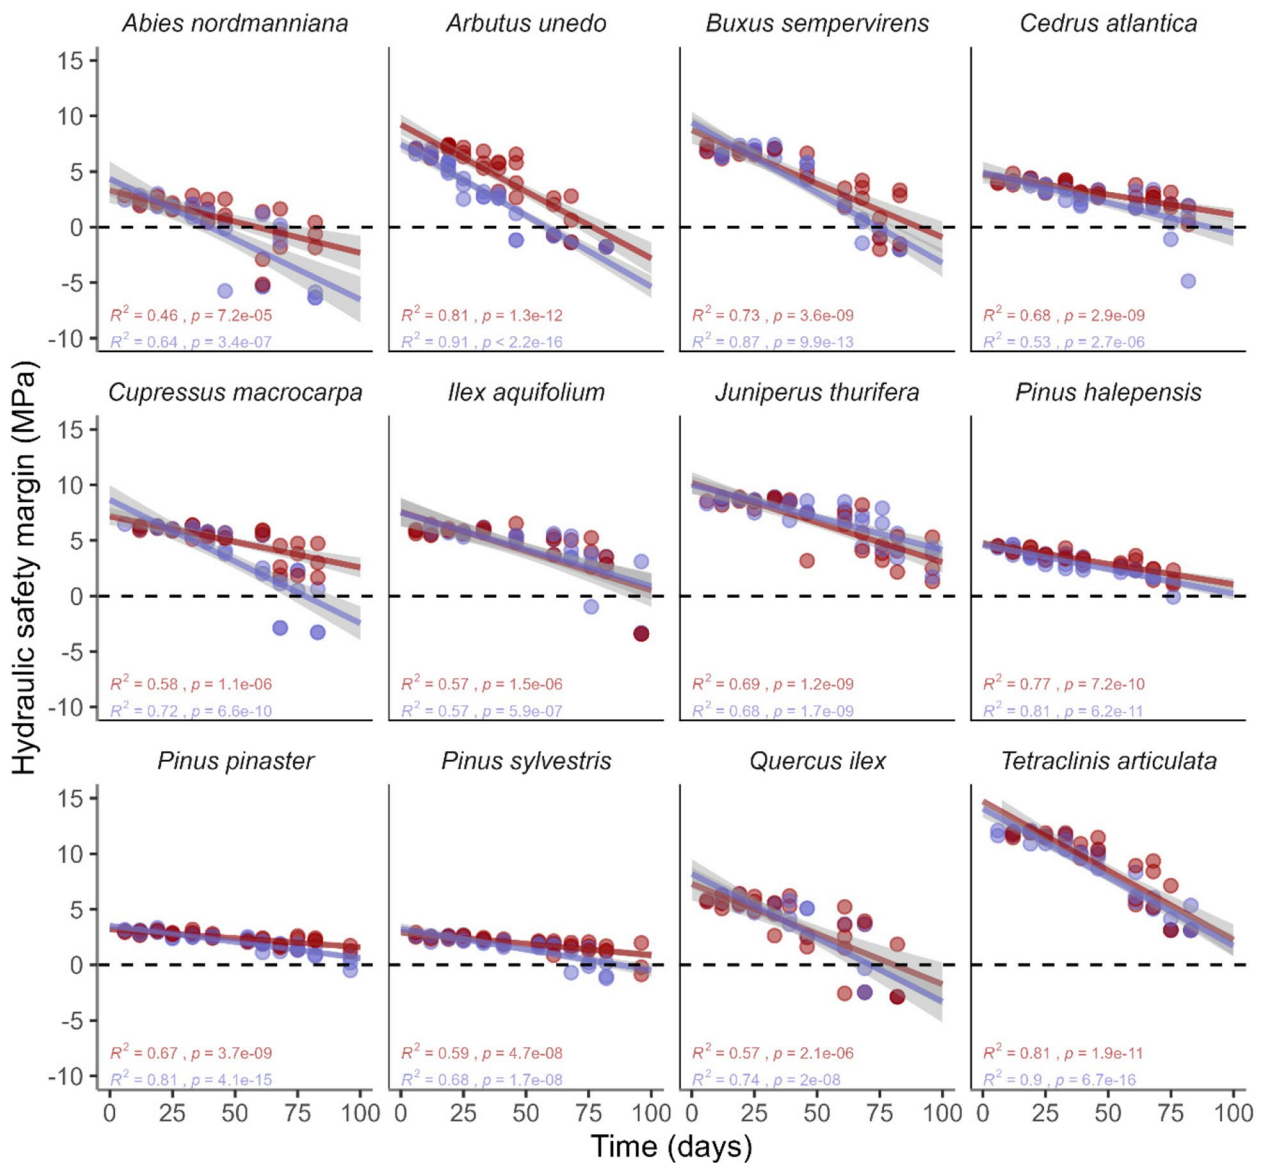 Abies nordmanniana
Arbutus unedo
Buxus sempervirens
Cedrus atlantica
15
10
5
0
-5
-10
R² = 0.46 , p = 7.2e-05
R² = 0.64 , p = 3.4e-07
R² = 0.81 , p = 1.3e-12
R² = 0.91 , p < 2.2e-16
R² = 0.73 , p = 3.6e-09
R² = 0.87 , p = 9.9e-13
R² = 0.68 , p = 2.9e-09
R² = 0.53 , p = 2.7e-06
Hydraulic safety margin (MPa)
Cupressus macrocarpa
Ilex aquifolium
Juniperus thurifera
Pinus halepensis
15
10
5
0
-5
-10
R² = 0.58 , p = 1.1e-06
R² = 0.72 , p = 6.6e-10
R² = 0.57 , p = 1.5e-06
R² = 0.57 , p = 5.9e-07
R² = 0.69 , p = 1.2e-09
R² = 0.68 , p = 1.7e-09
R² = 0.77 , p = 7.2e-10
R² = 0.81 , p = 6.2e-11
Pinus pinaster
Pinus sylvestris
Quercus ilex
Tetraclinis articulata
15
10
5
0
-5
-10
R² = 0.67 , p = 3.7e-09
R² = 0.81 , p = 4.1e-15
R² = 0.59 , p = 4.7e-08
R² = 0.68 , p = 1.7e-08
R² = 0.57 , p = 2.1e-06
R² = 0.74 , p = 2e-08
R² = 0.81 , p = 1.9e-11
R² = 0.9 , p = 6.7e-16
0 25 50 75 100
0 25 50 75 100
0 25 50 75 100
0 25 50 75 100
Time (days)